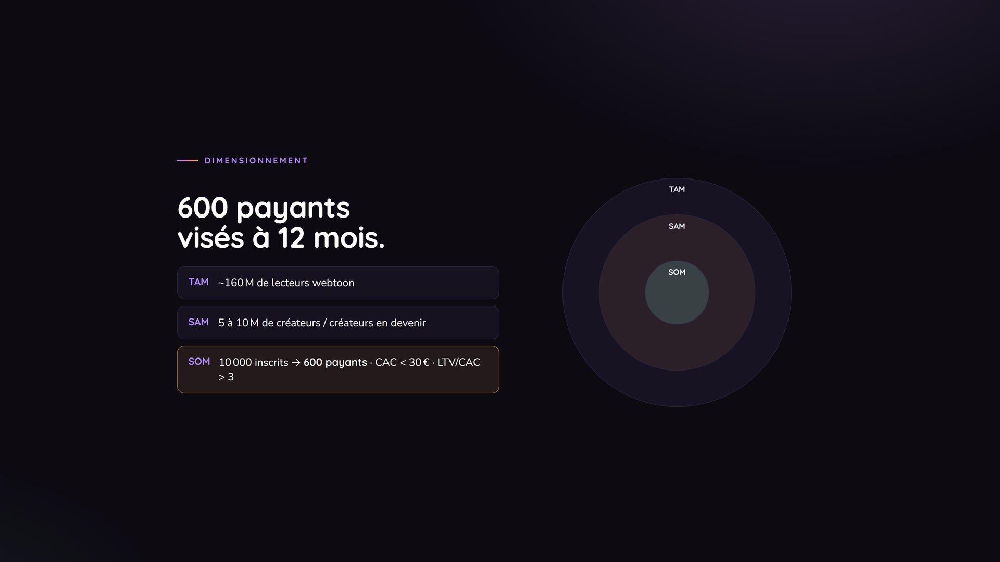 DIMENSIONNEMENT
600 payants
visés à 12 mois.
TAM ~160 M de lecteurs webtoon
SAM 5 à 10 M de créateurs / créateurs en devenir
SOM 10 000 inscrits → 600 payants · CAC < 30 € · LTV/CAC
> 3
TAM
SAM
SOM